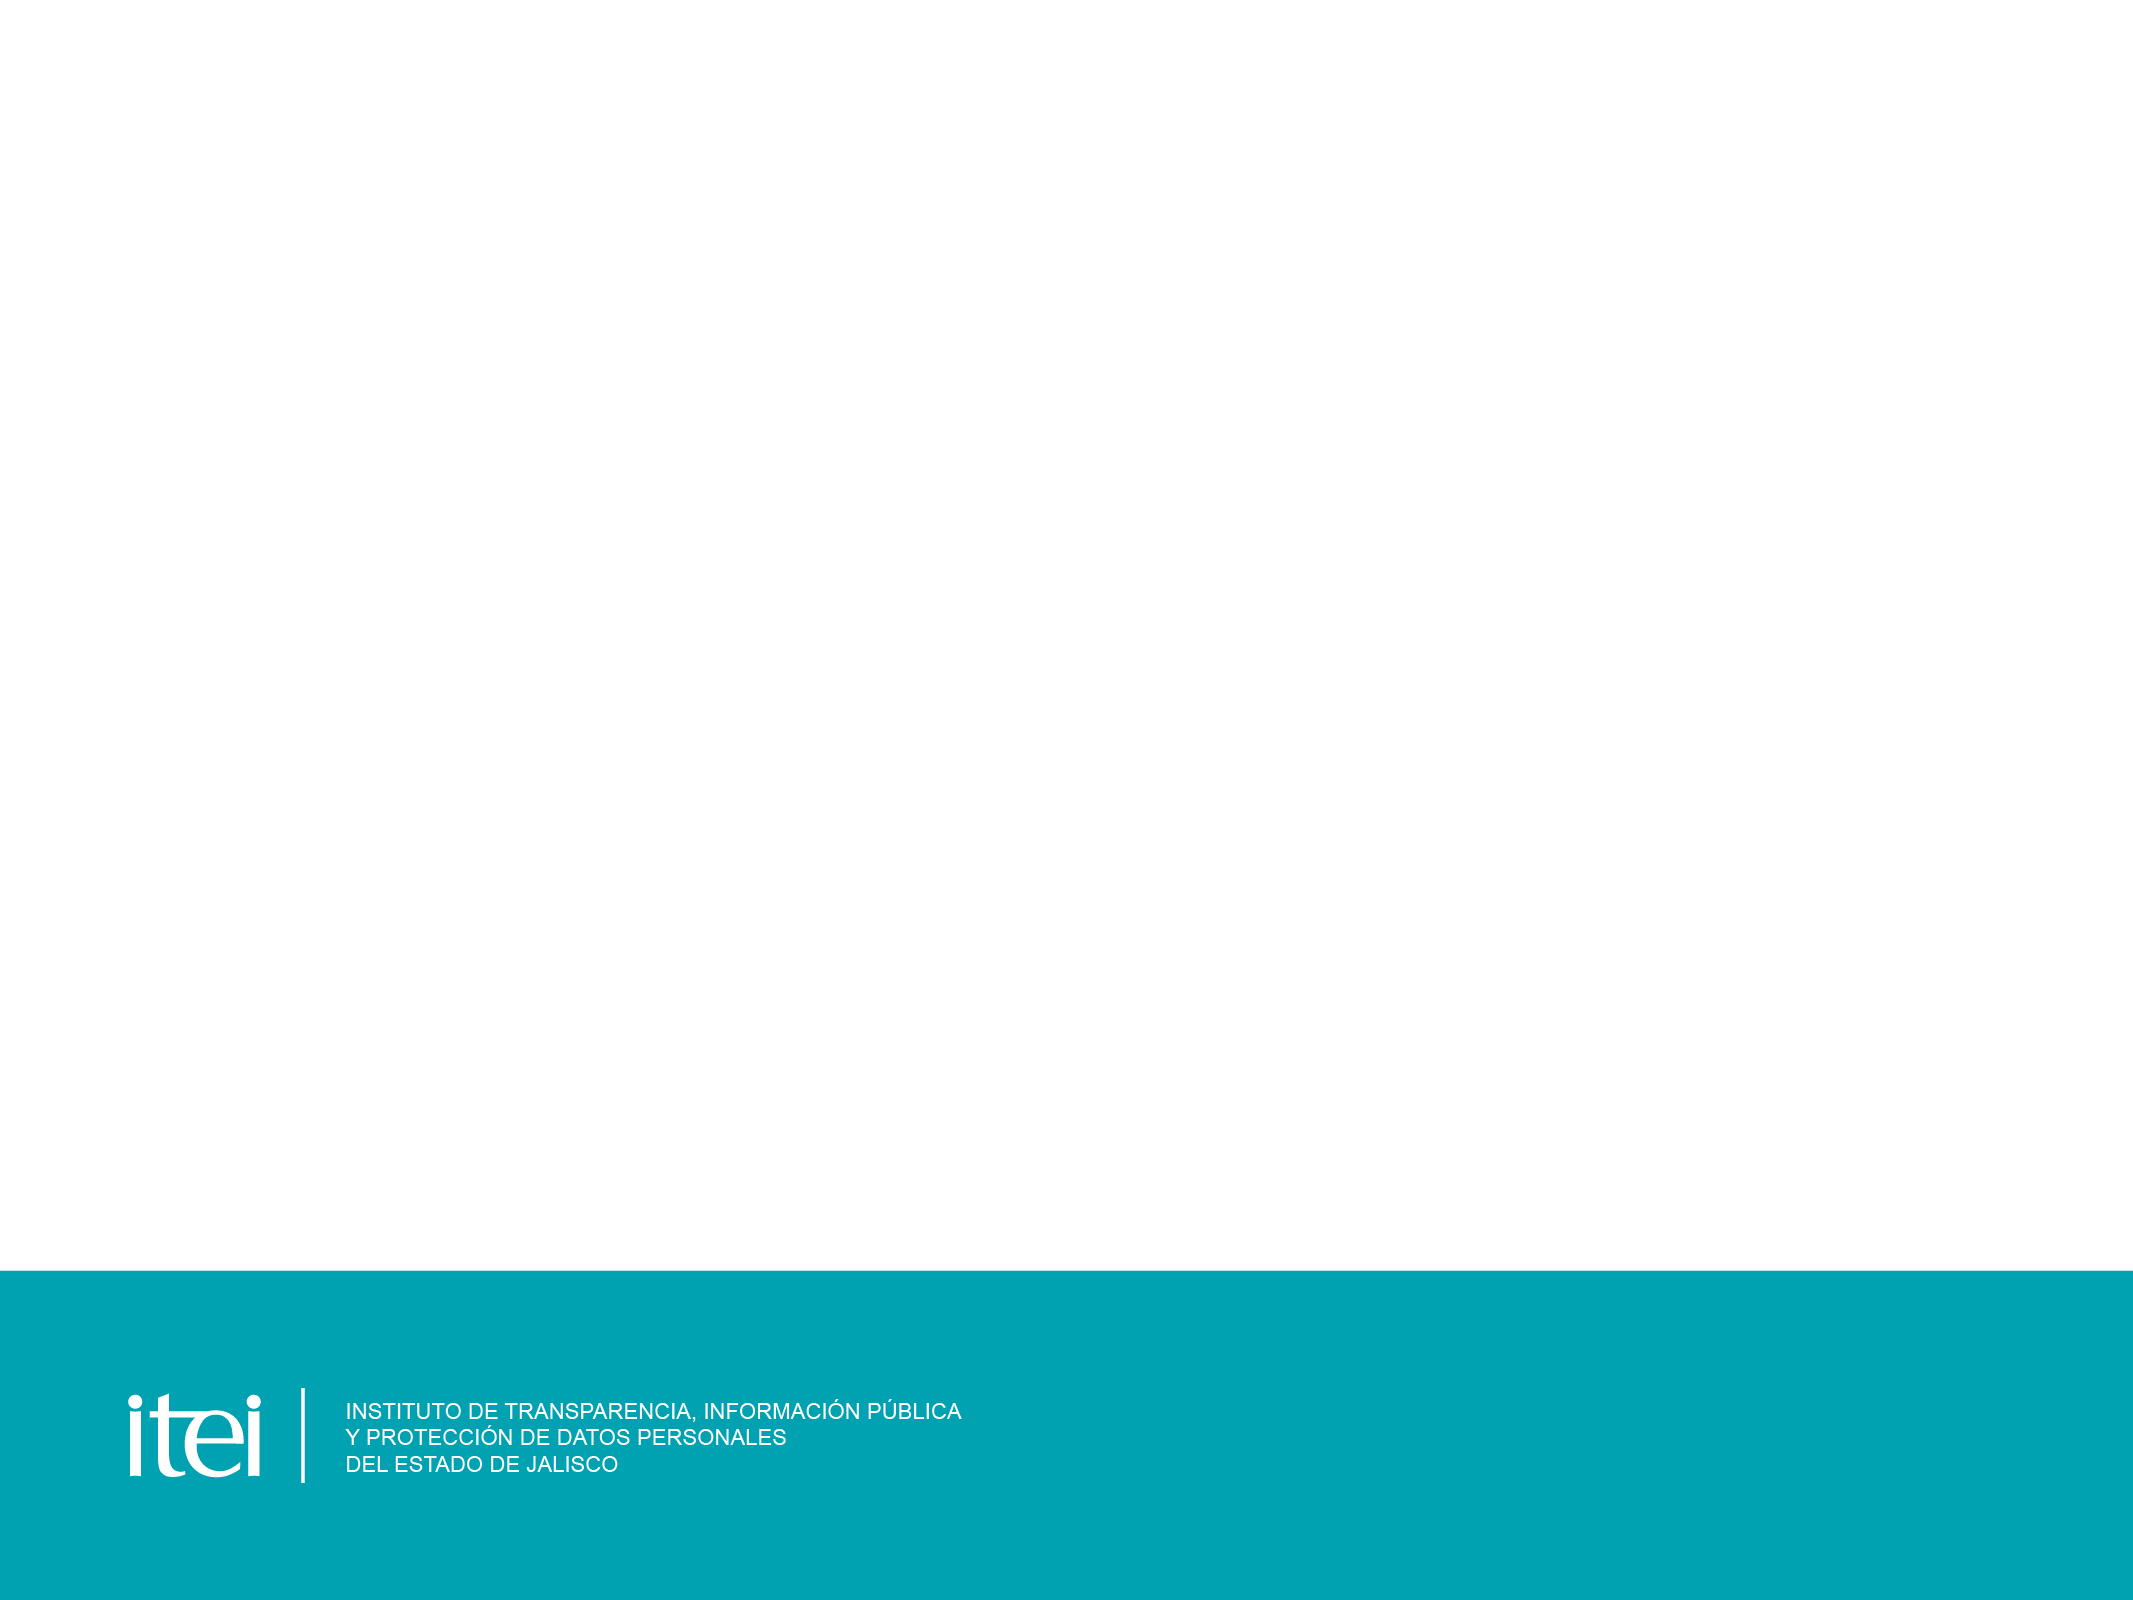 itei
INSTITUTO DE TRANSPARENCIA, INFORMACIÓN PÚBLICA
Y PROTECCIÓN DE DATOS PERSONALES
DEL ESTADO DE JALISCO